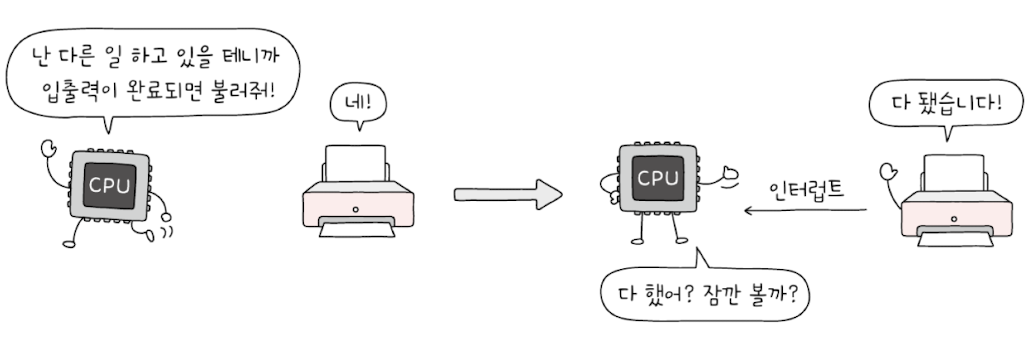 난 다른 일 하고 있을 테니까
입출력이 완료되면 불러줘!
CPU
네!
CPU
다 했어? 잠깐 볼까?
인터럽트
다 됐습니다!